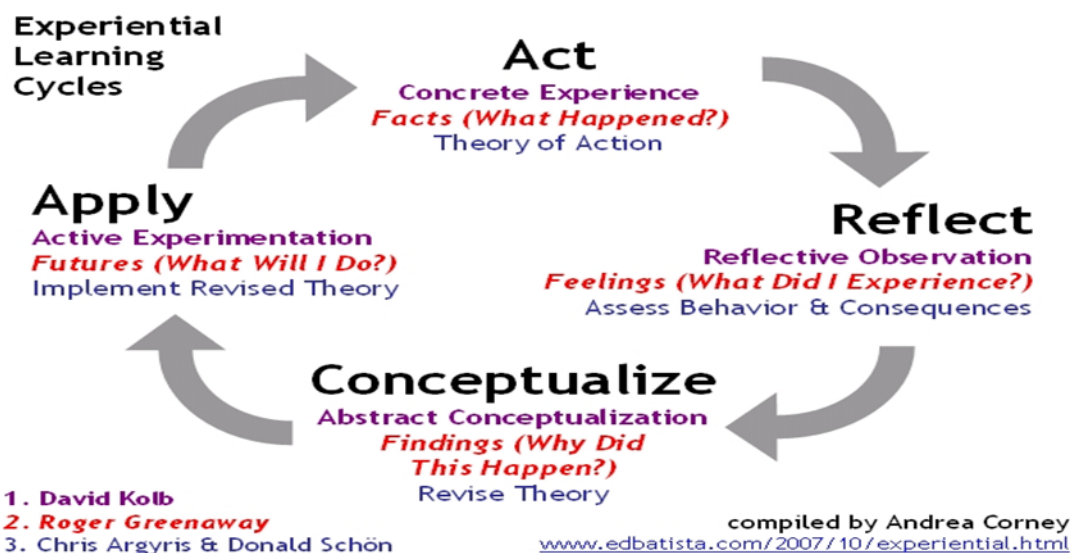 Experiential
Learning
Cycles
Act
Concrete Experience
Facts (What Happened?)
Theory of Action
Reflect
Reflective Observation
Feelings (What Did I Experience?)
Assess Behavior & Consequences
Conceptualize
Abstract Conceptualization
Findings (Why Did
This Happen?)
Revise Theory
Apply
Active Experimentation
Futures (What Will I Do?)
Implement Revised Theory
1. David Kolb
2. Roger Greenaway
3. Chris Argyris & Donald Schön
compiled by Andrea Corney
www.edbatista.com/2007/10/experiential.html